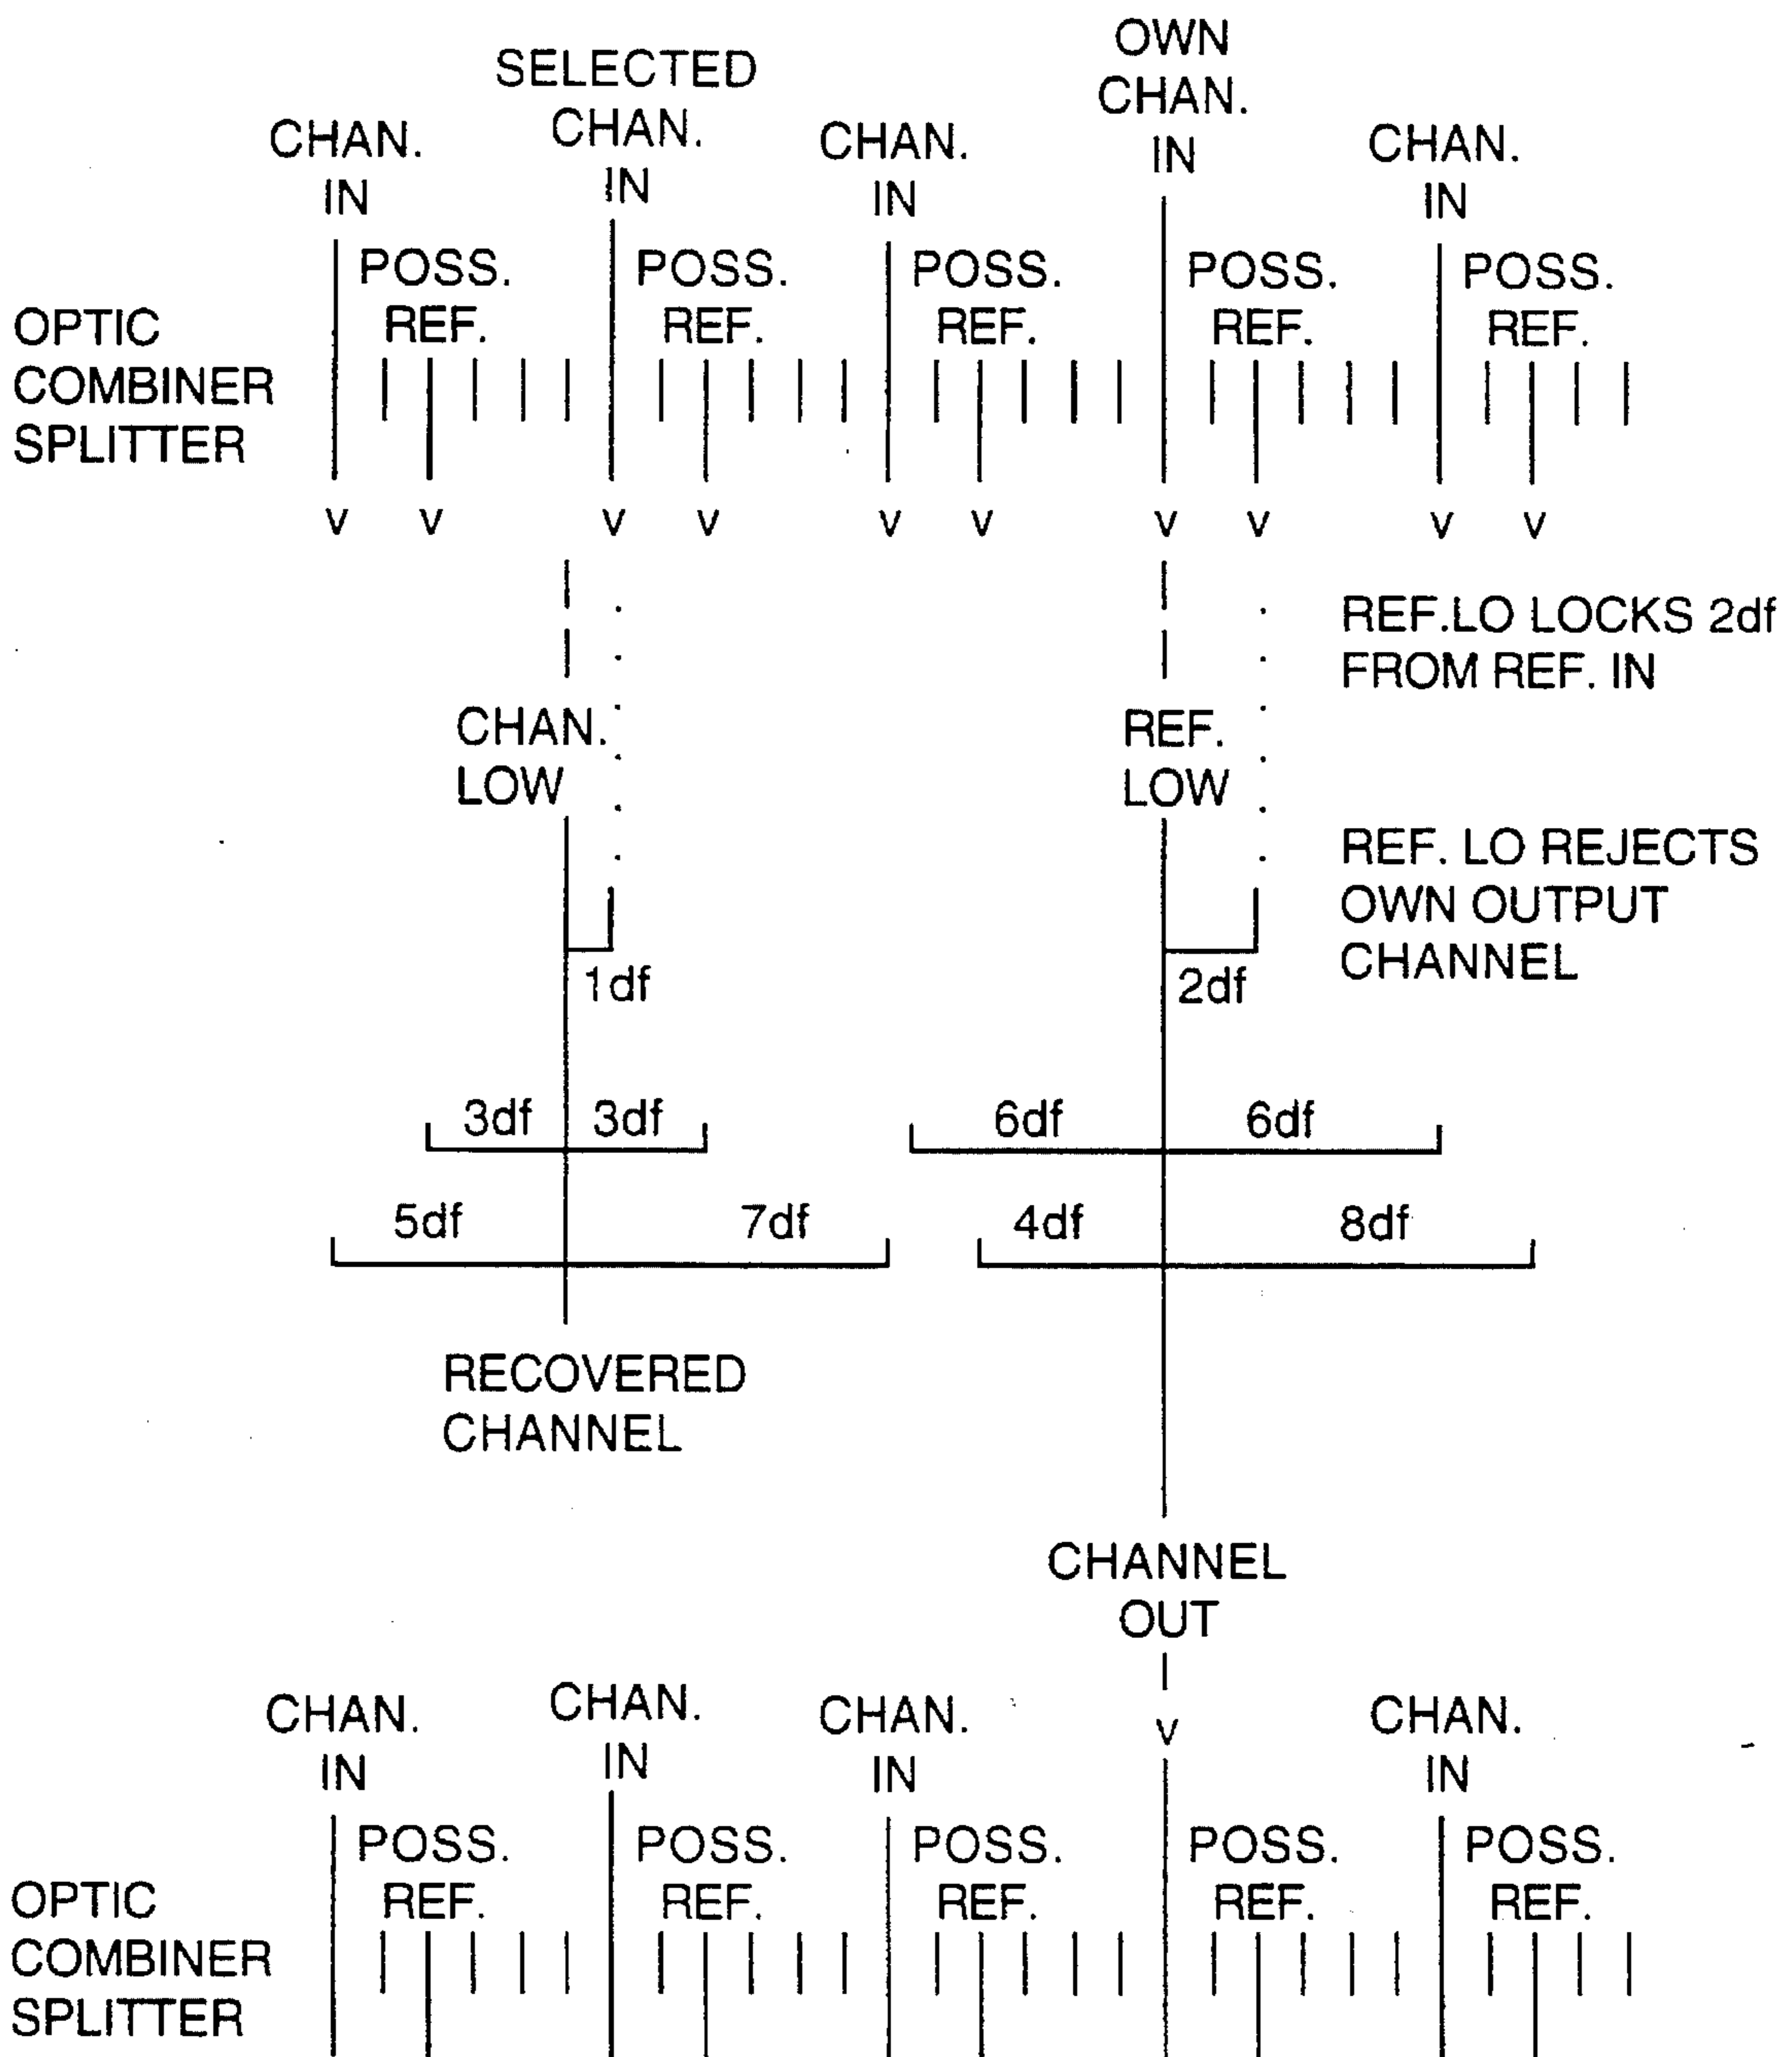 SELECTED
CHAN.
IN
OWN
CHAN.
IN
CHAN.
IN
CHAN.
IN
CHAN.
IN
POSS.
REF.
POSS.
REF.
POSS.
REF.
POSS.
REF.
POSS.
REF.
OPTIC
COMBINER
SPLITTER
v v v v v v v v v v
CHAN.
LOW
REF.
LOW
REF.LO LOCKS 2df
FROM REF. IN
REF. LO REJECTS
OWN OUTPUT
CHANNEL
1df
2df
3df 3df
6df 6df
5df 7df
4df 8df
RECOVERED
CHANNEL
CHANNEL
OUT
v
CHAN.
IN
CHAN.
IN
CHAN.
IN
CHAN.
IN
POSS.
REF.
POSS.
REF.
POSS.
REF.
POSS.
REF.
POSS.
REF.
OPTIC
COMBINER
SPLITTER